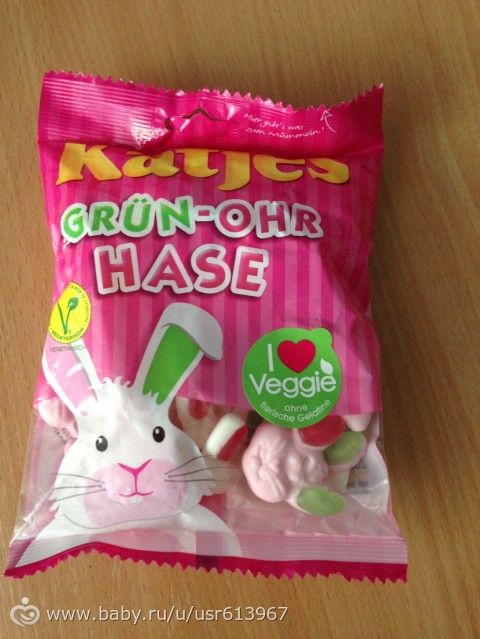 Hier gibt's was
zum Mümmeln!
Katjes
GRÜN-OHR
HASE
VEGETARISCH
I
Veggie
ohne
tierische Gelatine
www.baby.ru/u/usr613967